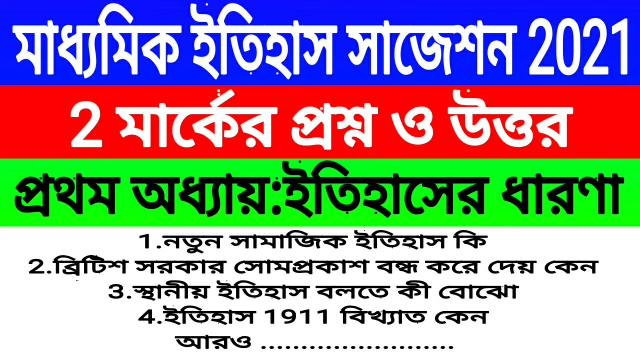 মাধ্যমিক ইতিহাস সাজেশন 2021
2 মার্কের প্রশ্ন ও উত্তর
প্রথম অধ্যায়:ইতিহাসের ধারণা
1.নতুন সামাজিক ইতিহাস কি
2.ব্রিটিশ সরকার সোমপ্রকাশ বন্ধ করে দেয় কেন
3.স্থানীয় ইতিহাস বলতে কী বোঝো
4.ইতিহাস 1911 বিখ্যাত কেন
আরও ........................